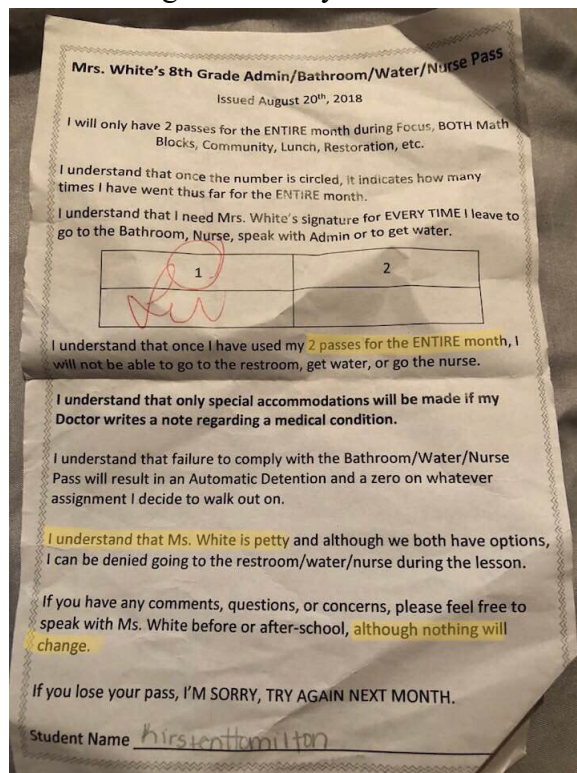 Mrs. White's 8th Grade Admin/Bathroom/Water/Nurse Pass
Issued August 20th, 2018
I will only have 2 passes for the ENTIRE month during Focus, BOTH Math
Blocks, Community, Lunch, Restoration, etc.
I understand that once the number is circled, it indicates how many
times I have went thus far for the ENTIRE month.
I understand that I need Mrs. White's signature for EVERY TIME I leave to
go to the Bathroom, Nurse, speak with Admin or to get water.
1 2
I understand that once I have used my 2 passes for the ENTIRE month, I
will not be able to go to the restroom, get water, or go the nurse.
I understand that only special accommodations will be made if my
Doctor writes a note regarding a medical condition.
I understand that failure to comply with the Bathroom/Water/Nurse
Pass will result in an Automatic Detention and a zero on whatever
assignment I decide to walk out on.
I understand that Ms. White is petty and although we both have options,
I can be denied going to the restroom/water/nurse during the lesson.
If you have any comments, questions, or concerns, please feel free to
speak with Ms. White before or after-school, although nothing will
change.
If you lose your pass, I'M SORRY, TRY AGAIN NEXT MONTH.
Student Name kirsten Hamilton